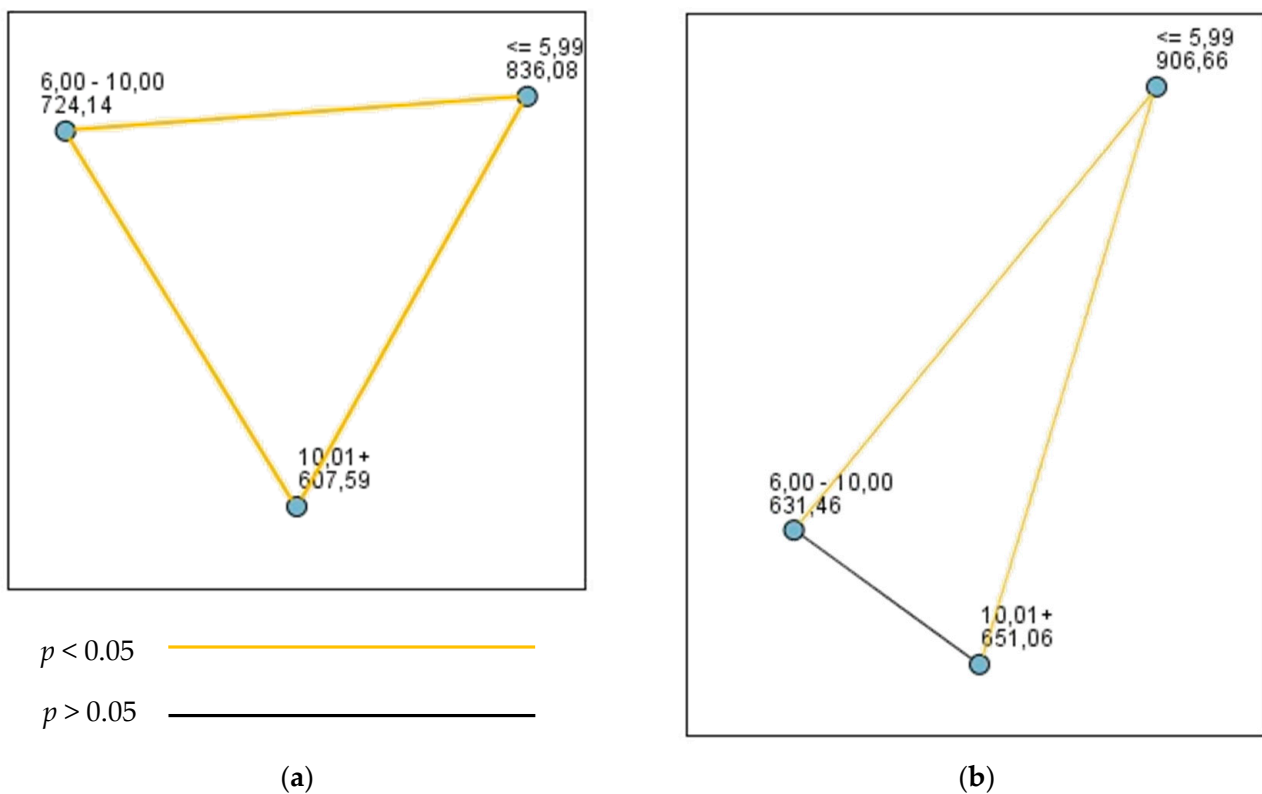 <= 5,99
836,08
6,00 - 10,00
724,14
10,01+
607,59
p < 0.05
p > 0.05
(a)
<= 5,99
906,66
6,00 - 10,00
631,46
10,01+
651,06
(b)